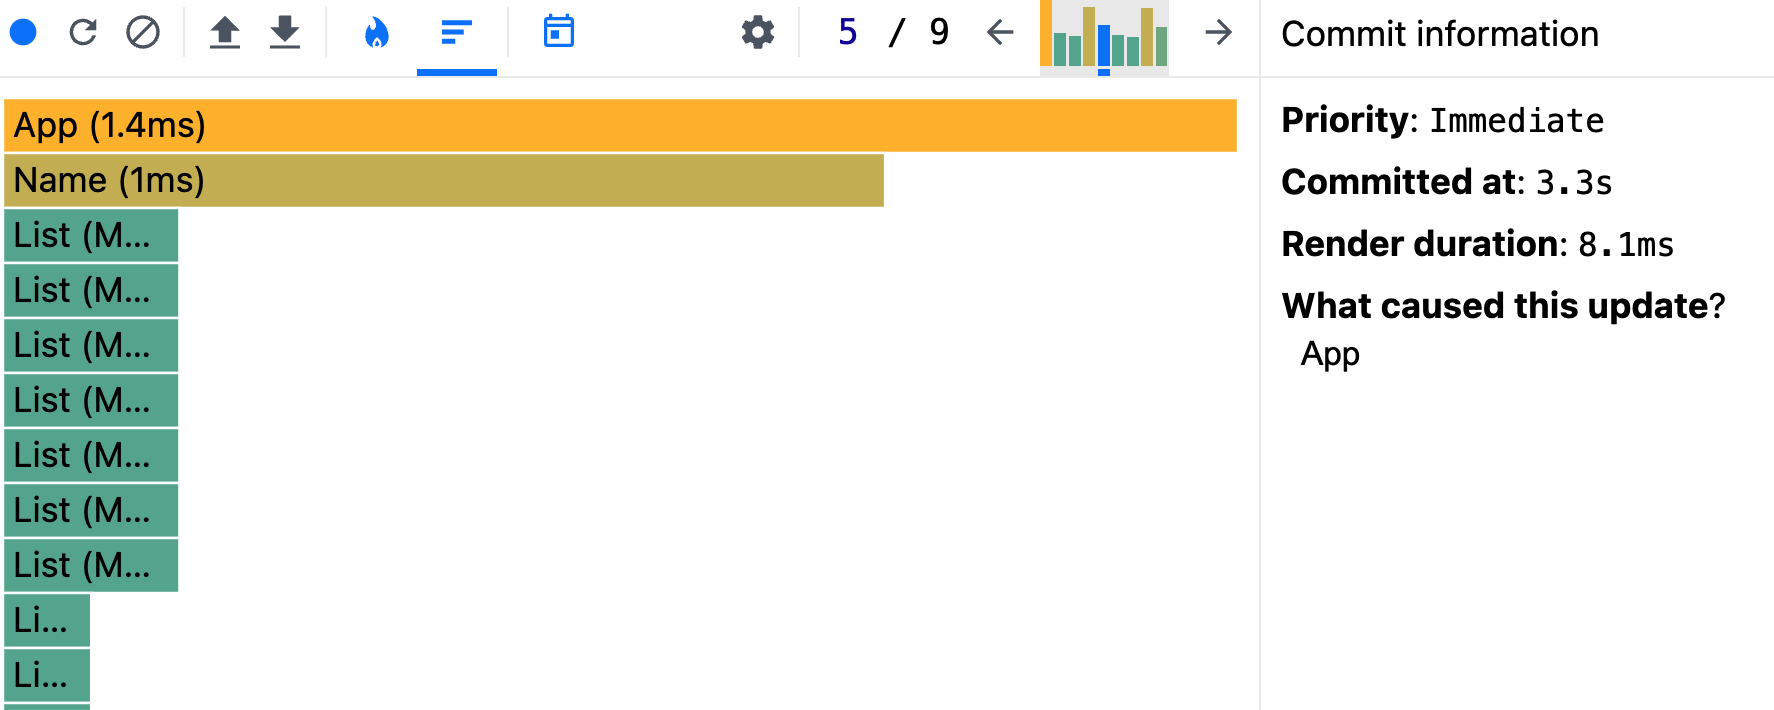 5 / 9
Commit information
App (1.4ms)
Name (1ms)
List (M...
List (M...
List (M...
List (M...
List (M...
List (M...
List (M...
Li...
Li...
Priority: Immediate
Committed at: 3.3s
Render duration: 8.1ms
What caused this update?
App